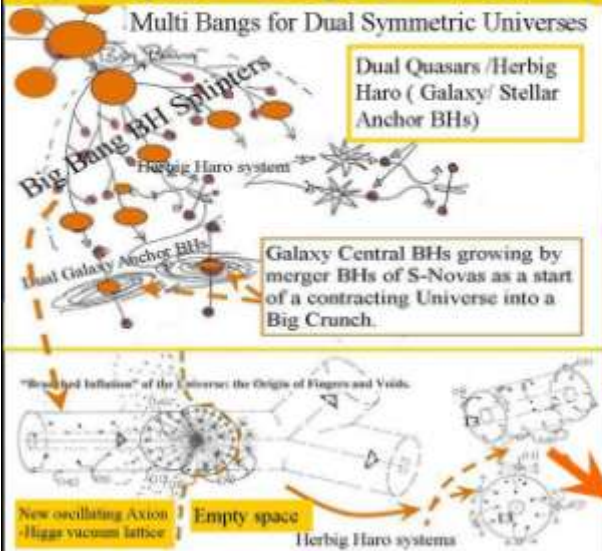 Multi Bangs for Dual Symmetric Universes
Dual Quasars /Herbig
Haro ( Galaxy/ Stellar
Anchor BHs)
Big Bang BH Splinters
Herbig Haro system
Dual Galaxy Anchor BHs
Galaxy Central BHs growing by
merger BHs of S-Novas as a start
of a contracting Universe into a
Big Crunch.
"Branched Inflation" of the Universe: the Origin of Fingers and Voids.
New oscillating Axion
-Higgs vacuum lattice
Empty space
Herbig Haro systems